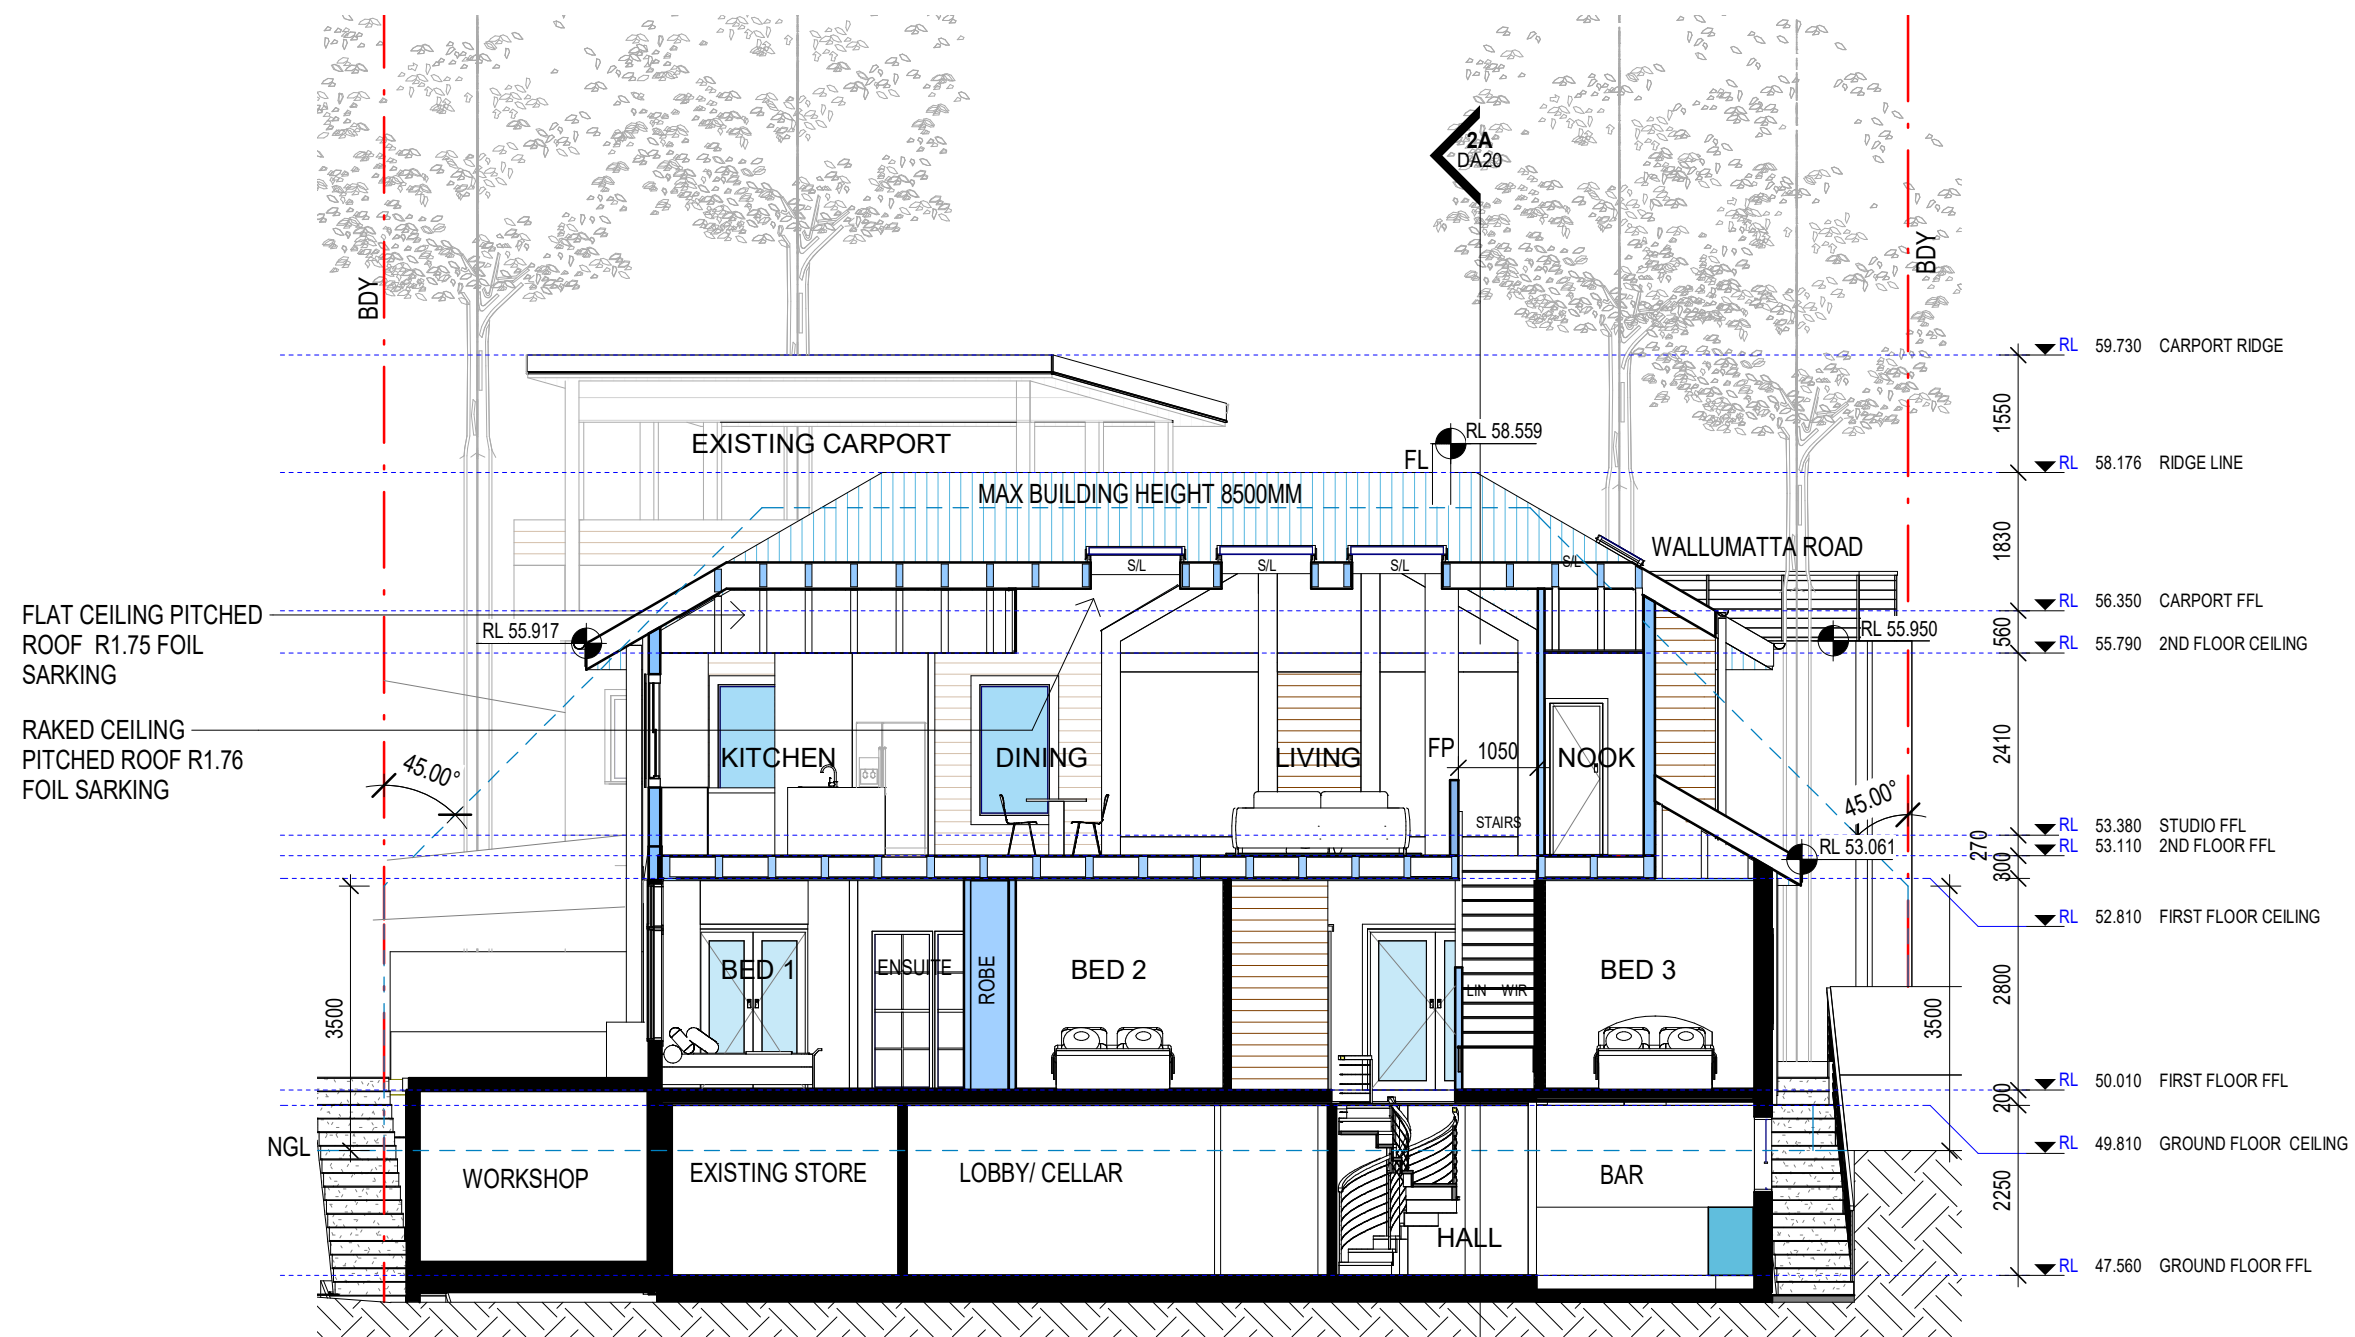 2A
DA20
BDY
BDY
RL 59.730 CARPORT RIDGE
1550
EXISTING CARPORT
RL 58.559
FL
RL 58.176 RIDGE LINE
MAX BUILDING HEIGHT 8500MM
1830
WALLUMATTA ROAD
S/L
S/L
S/L
S/L
FLAT CEILING PITCHED
ROOF R1.75 FOIL
SARKING
RL 55.917
RL 56.350 CARPORT FFL
560
RL 55.950
RL 55.790 2ND FLOOR CEILING
RAKED CEILING
PITCHED ROOF R1.76
FOIL SARKING
45.00°
KITCHEN
DINING
LIVING
FP
1050
NOOK
2410
45.00°
STAIRS
RL 53.380 STUDIO FFL
270
RL 53.110 2ND FLOOR FFL
RL 53.061
300
RL 52.810 FIRST FLOOR CEILING
BED 1
ENSUITE
ROBE
BED 2
LIN
WIR
BED 3
3500
3500
2800
RL 50.010 FIRST FLOOR FFL
200
NGL
RL 49.810 GROUND FLOOR CEILING
WORKSHOP
EXISTING STORE
LOBBY/ CELLAR
BAR
2250
HALL
RL 47.560 GROUND FLOOR FFL